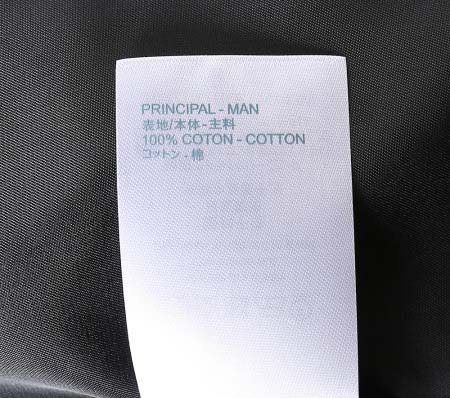 PRINCIPAL - MAN
表地/本体-主料
100% COTON - COTTON
コットン - 棉